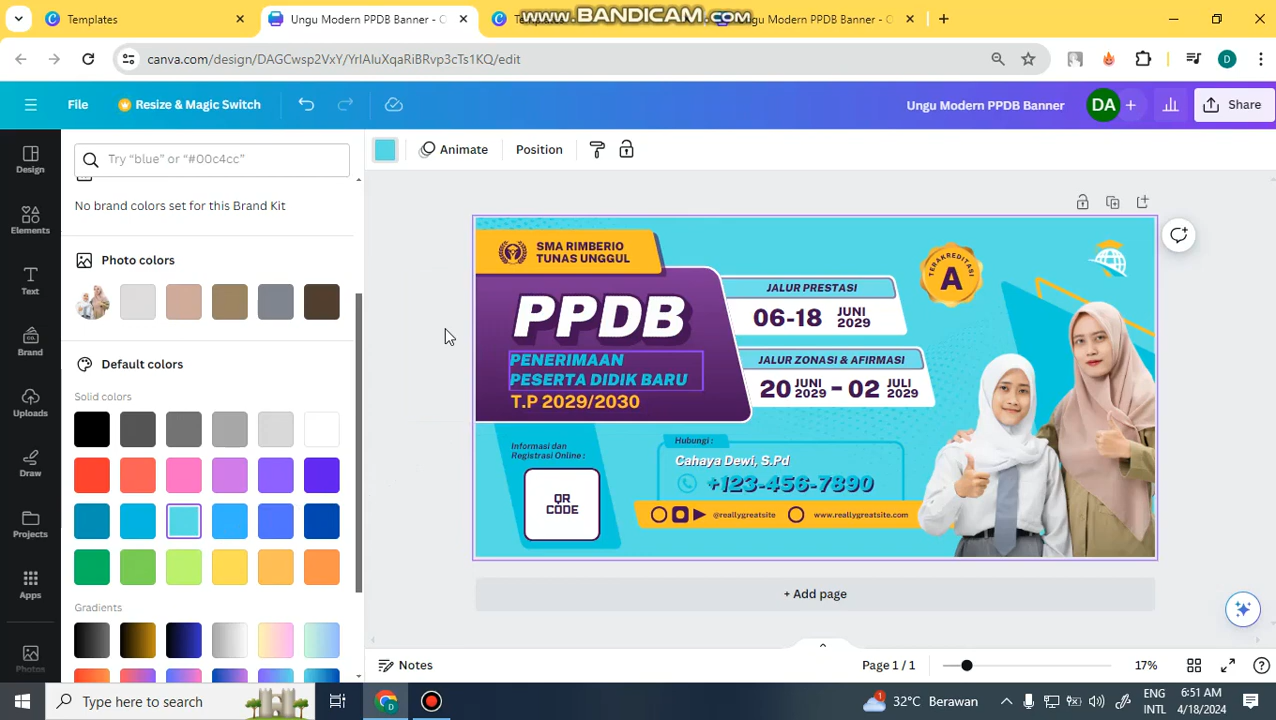 Templates
Ungu Modern PPDB Banner - C
WWW.BANDICAM.COM
Ungu Modern PPDB Banner - C
canva.com/design/DAGCwsp2VxY/YrIAluXqaRiBRvp3cTs1KQ/edit
D
File
Resize & Magic Switch
Ungu Modern PPDB Banner
DA
+
Share
Try “blue” or “#00c4cc”
Animate
Position
Design
Elements
Text
Brand
Uploads
Draw
Projects
Apps
Photos
No brand colors set for this Brand Kit
Photo colors
Default colors
Solid colors
Gradients
SMA RIMBERIO
TUNAS UNGGUL
PPDB
PENERIMAAN
PESERTA DIDIK BARU
T.P 2029/2030
JALUR PRESTASI
06-18 JUNI
2029
JALUR ZONASI & AFIRMASI
20 JUNI
2029 - 02 JULI
2029
TERAKREDITASI
A
Informasi dan
Registrasi Online :
QR
CODE
Hubungi :
Cahaya Dewi, S.Pd
+123-456-7890
@reallygreatsite
www.reallygreatsite.com
+ Add page
Notes
Page 1 / 1
17%
Type here to search
1
32°C Berawan
ENG
INTL
6:51 AM
4/18/2024